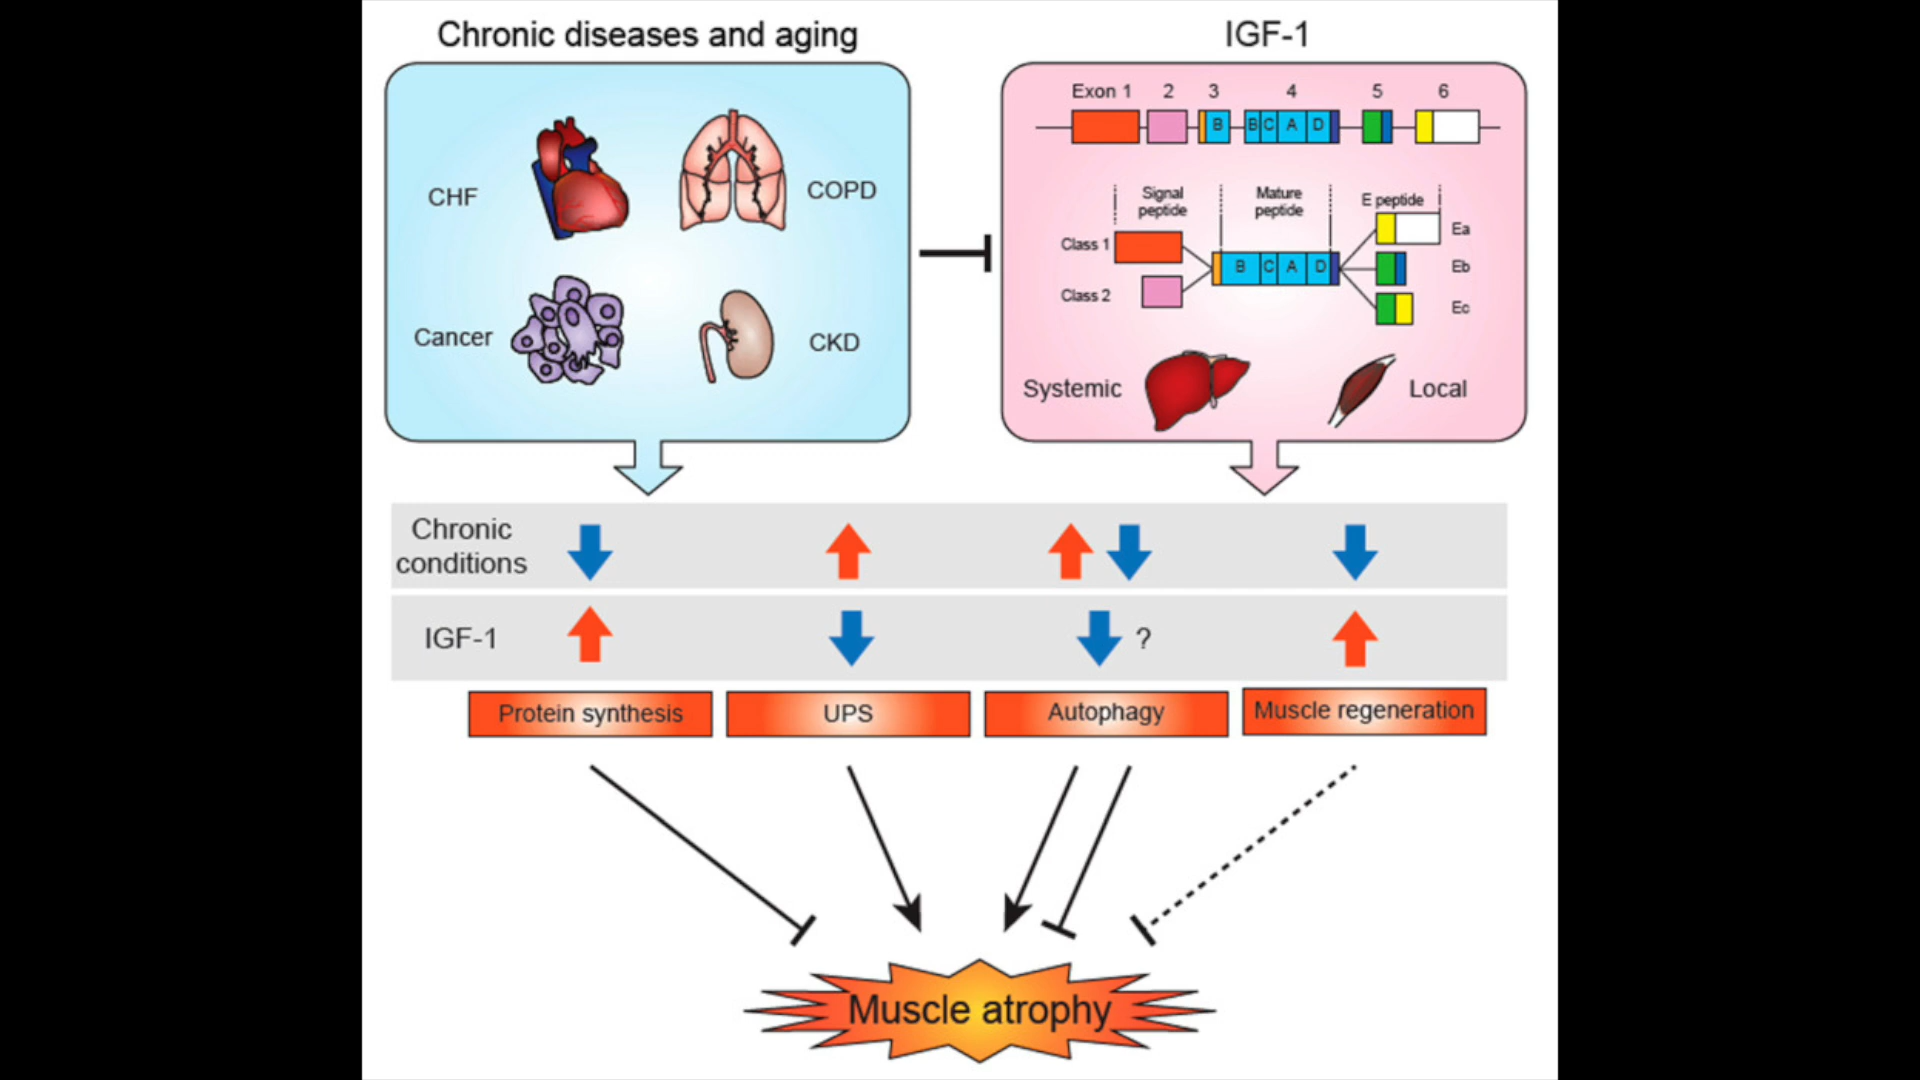 Chronic diseases and aging
IGF-1
CHF
COPD
Cancer
CKD
Exon 1 2 3 4 5 6
B B C A D
Signal
peptide
Mature
peptide
E peptide
Class 1
Class 2
B C A D
Ea
Eb
Ec
Systemic
Local
Chronic
conditions
IGF-1
?
Protein synthesis
UPS
Autophagy
Muscle regeneration
Muscle atrophy